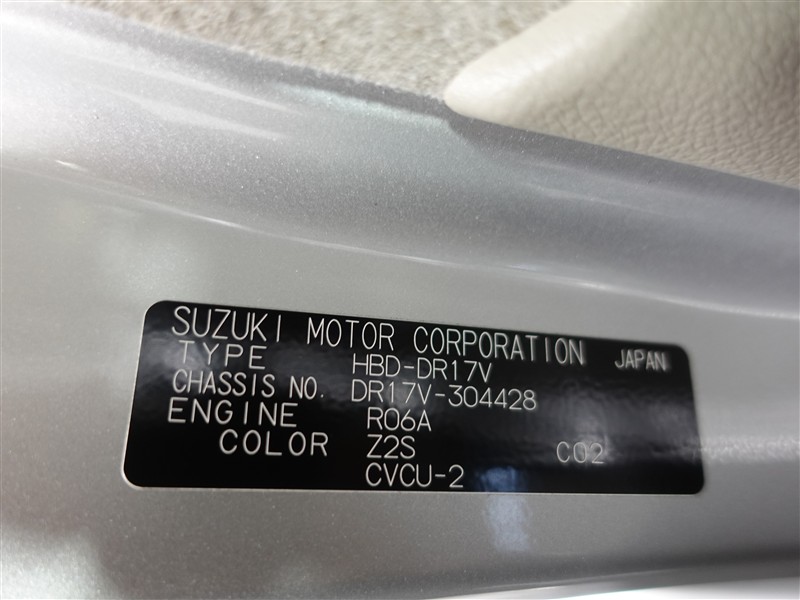 SUZUKI MOTOR CORPORATION JAPAN
TYPE HBD-DR17V
CHASSIS NO. DR17V-304428
ENGINE R06A
COLOR Z2S C02
CVCU-2